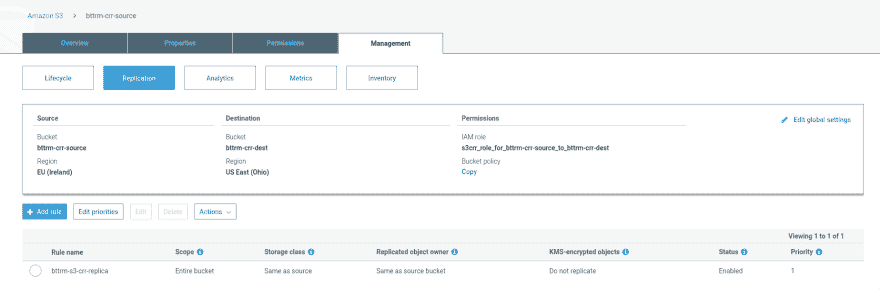 Amazon S3 > bttrm-crr-source
Overview Properties Permissions Management
Lifecycle Replication Analytics Metrics Inventory
Source Destination Permissions
Edit global settings
Bucket Bucket IAM role
bttrm-crr-source bttrm-crr-dest s3crr_role_for_bttrm-crr-source_to_bttrm-crr-dest
Region Region Bucket policy
EU (Ireland) US East (Ohio) Copy
+ Add rule Edit priorities Edit Delete Actions
Viewing 1 to 1 of 1
Rule name Scope Storage class Replicated object owner KMS-encrypted objects Status Priority
bttrm-s3-crr-replica Entire bucket Same as source Same as source bucket Do not replicate Enabled 1